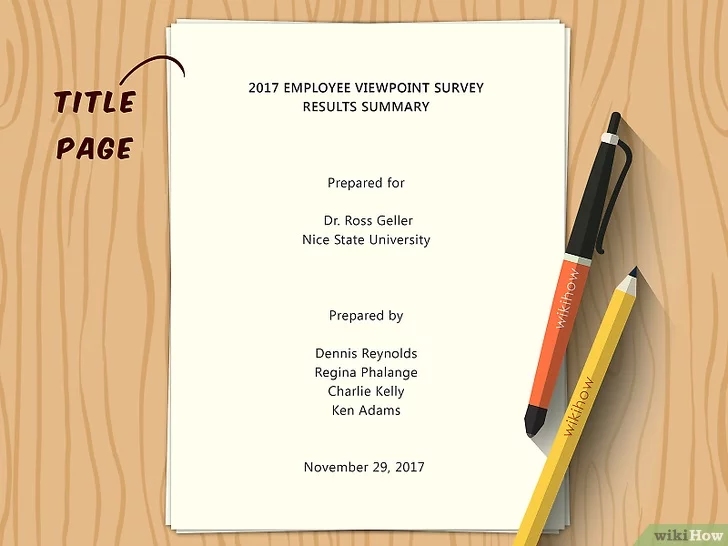 TITLE
PAGE
2017 EMPLOYEE VIEWPOINT SURVEY
RESULTS SUMMARY
Prepared for
Dr. Ross Geller
Nice State University
Prepared by
Dennis Reynolds
Regina Phalange
Charlie Kelly
Ken Adams
November 29, 2017
wikihow
wikihow
wikiHow